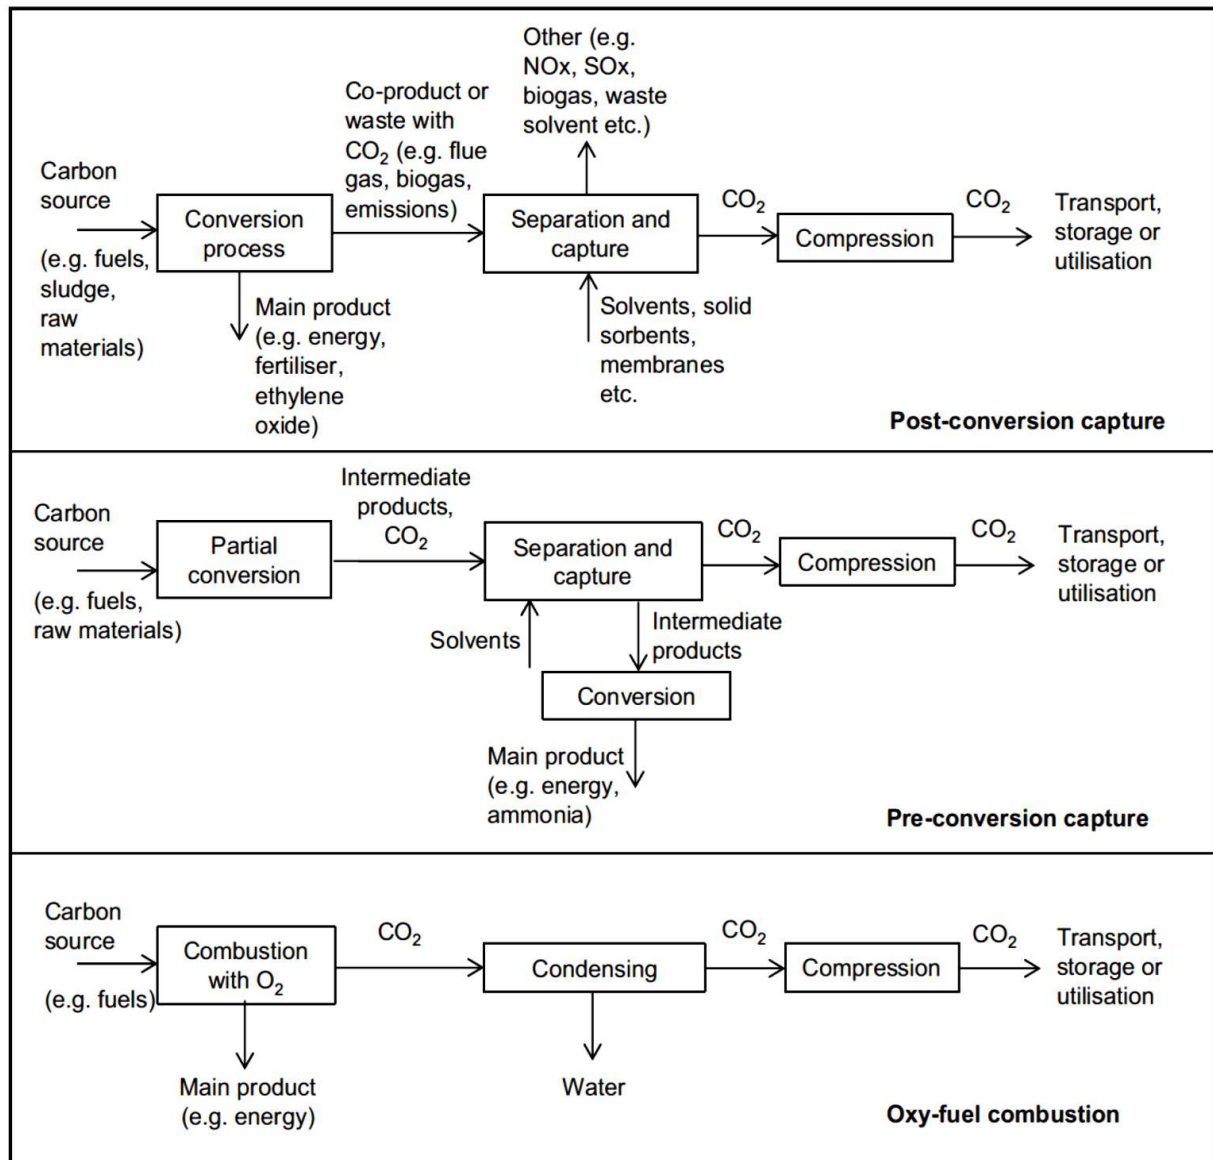 Carbon
source
(e.g. fuels,
sludge,
raw
materials)
Conversion
process
Main product
(e.g. energy,
fertiliser,
ethylene
oxide)
Co-product or
waste with
CO₂ (e.g. flue
gas, biogas,
emissions)
Other (e.g.
NOx, SOx,
biogas, waste
solvent etc.)
Separation and
capture
Solvents, solid
sorbents,
membranes
etc.
CO₂
Compression
CO₂
Transport,
storage or
utilisation
Post-conversion capture
Carbon
source
(e.g. fuels,
raw materials)
Partial
conversion
Intermediate
products,
CO₂
Separation and
capture
Solvents
Intermediate
products
Conversion
Main product
(e.g. energy,
ammonia)
CO₂
Compression
CO₂
Transport,
storage or
utilisation
Pre-conversion capture
Carbon
source
(e.g. fuels)
Combustion
with O₂
Main product
(e.g. energy)
CO₂
Condensing
Water
CO₂
Compression
CO₂
Transport,
storage or
utilisation
Oxy-fuel combustion